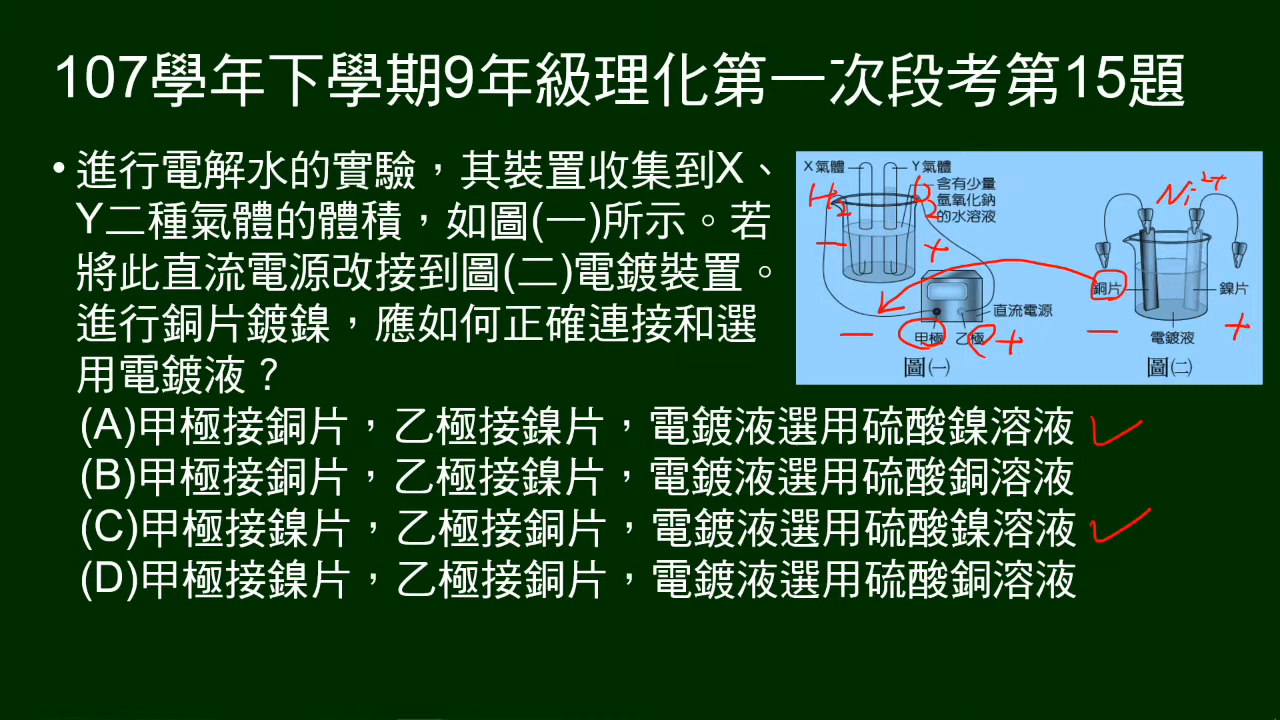 107學年下學期9年級理化第一次段考第15題
• 進行電解水的實驗，其裝置收集到X、
Y二種氣體的體積，如圖(一)所示。若
將此直流電源改接到圖(二)電鍍裝置。
進行銅片鍍鎳，應如何正確連接和選
用電鍍液？
(A)甲極接銅片，乙極接鎳片，電鍍液選用硫酸鎳溶液
(B)甲極接銅片，乙極接鎳片，電鍍液選用硫酸銅溶液
(C)甲極接鎳片，乙極接銅片，電鍍液選用硫酸鎳溶液
(D)甲極接鎳片，乙極接銅片，電鍍液選用硫酸銅溶液
X氣體 Y氣體
含有少量
氫氧化鈉
的水溶液
H2 O2
− +
直流電源
甲極 乙極
− +
圖(一)
Ni2+
銅片 鎳片
− +
電鍍液
圖(二)